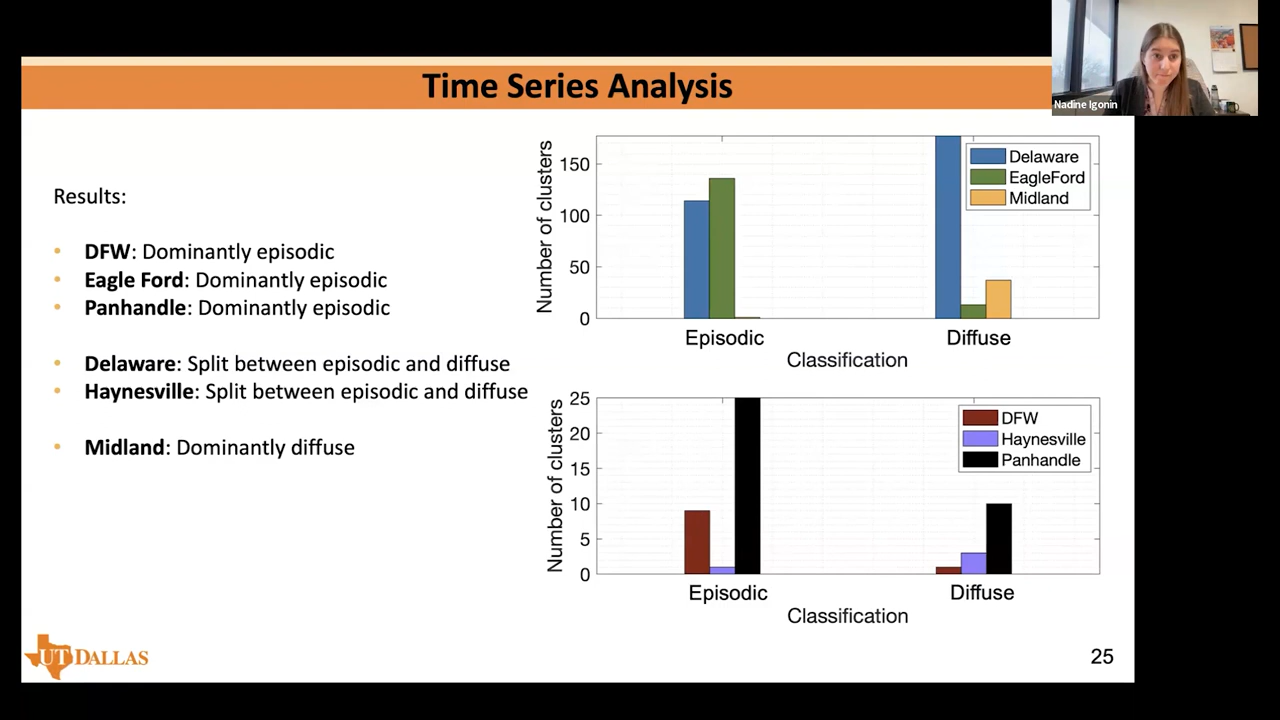 Time Series Analysis
Nadine Igonin
Results:
• DFW: Dominantly episodic
• Eagle Ford: Dominantly episodic
• Panhandle: Dominantly episodic
• Delaware: Split between episodic and diffuse
• Haynesville: Split between episodic and diffuse
• Midland: Dominantly diffuse
Number of clusters
150
100
50
0
Delaware
EagleFord
Midland
Episodic
Diffuse
Classification
Number of clusters
25
20
15
10
5
0
DFW
Haynesville
Panhandle
Episodic
Diffuse
Classification
UT DALLAS
25